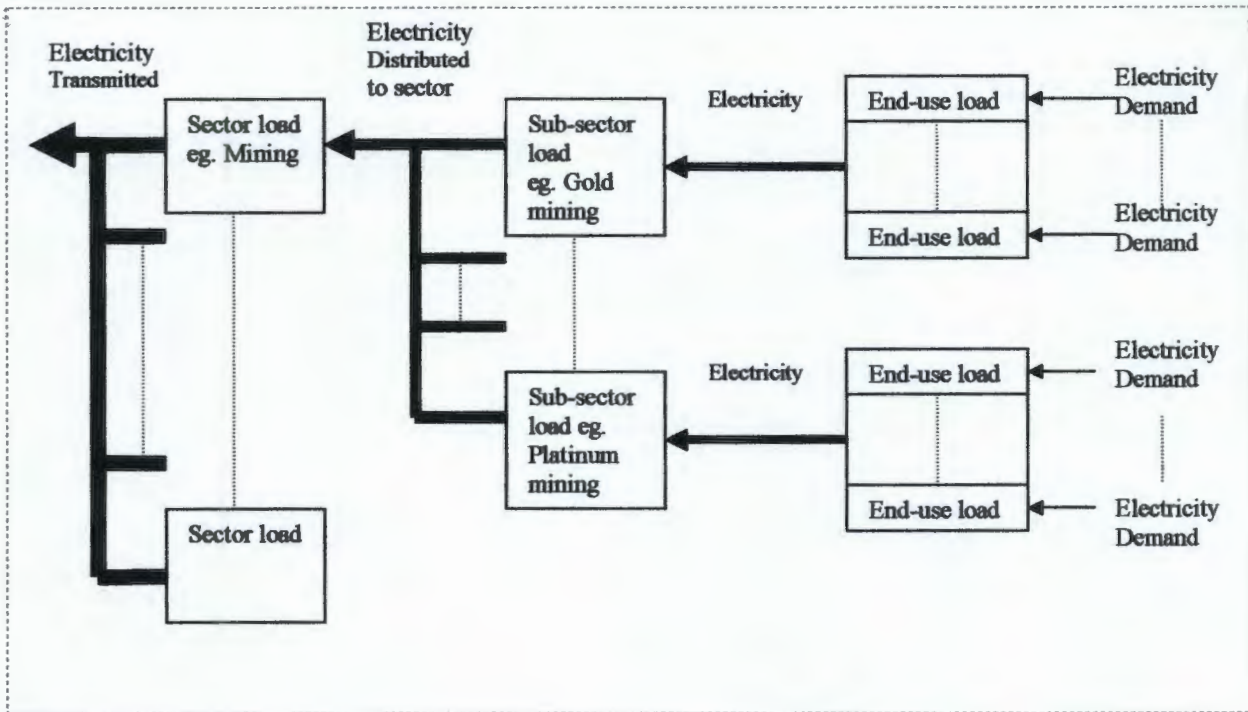 Electricity
Transmitted
Electricity
Distributed
to sector
Sector load
eg. Mining
Sub-sector
load
eg. Gold
mining
Electricity
End-use load
End-use load
Electricity
Demand
Electricity
Demand
Sub-sector
load eg.
Platinum
mining
Electricity
End-use load
End-use load
Electricity
Demand
Electricity
Demand
Sector load